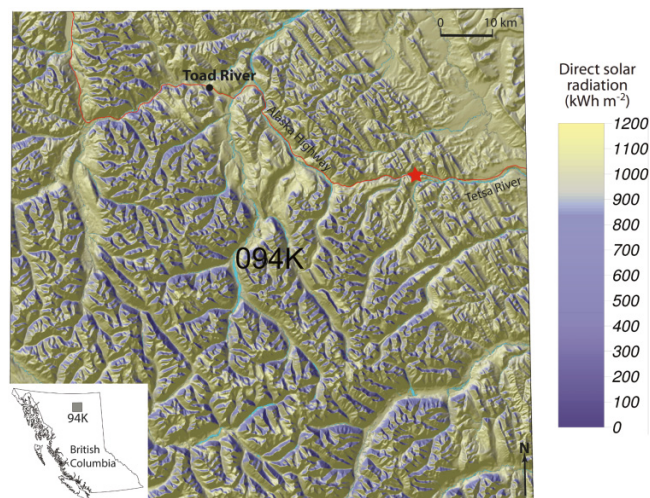 0 10 km
Toad River
Alaska Highway
Tetsa River
094K
94K
British
Columbia
N
Direct solar
radiation
(kWh m-2)
1200
1100
1000
900
800
700
600
500
400
300
200
100
0